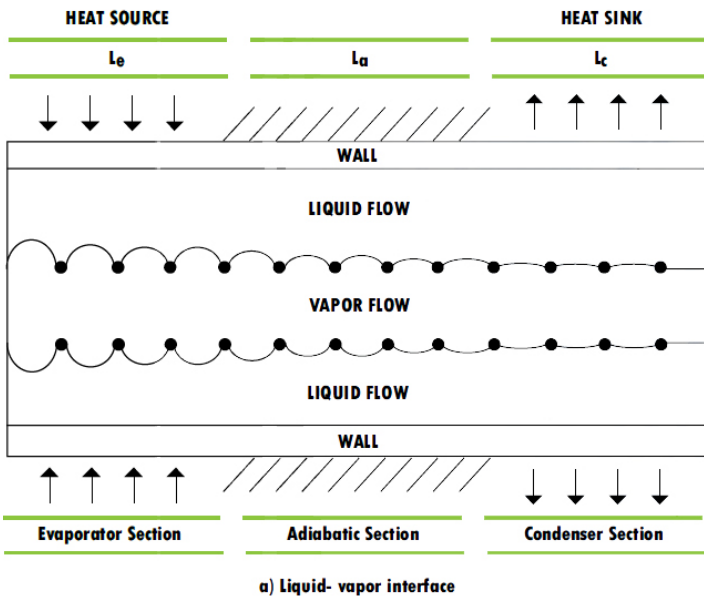 HEAT SOURCE
HEAT SINK
Le
La
Lc
WALL
LIQUID FLOW
VAPOR FLOW
LIQUID FLOW
WALL
Evaporator Section
Adiabatic Section
Condenser Section
a) Liquid- vapor interface